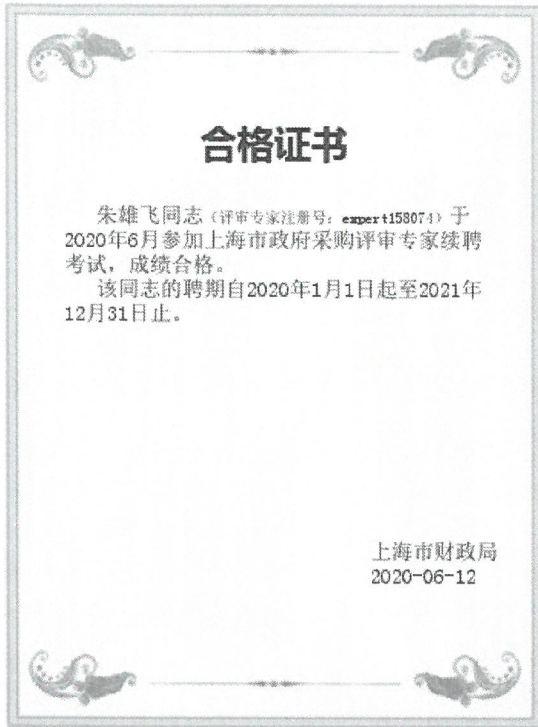 合格证书
朱雄飞同志（评审专家注册号：expert158074）于
2020年6月参加上海市政府采购评审专家续聘
考试，成绩合格。
该同志的聘期自2020年1月1日起至2021年
12月31日止。
上海市财政局
2020-06-12